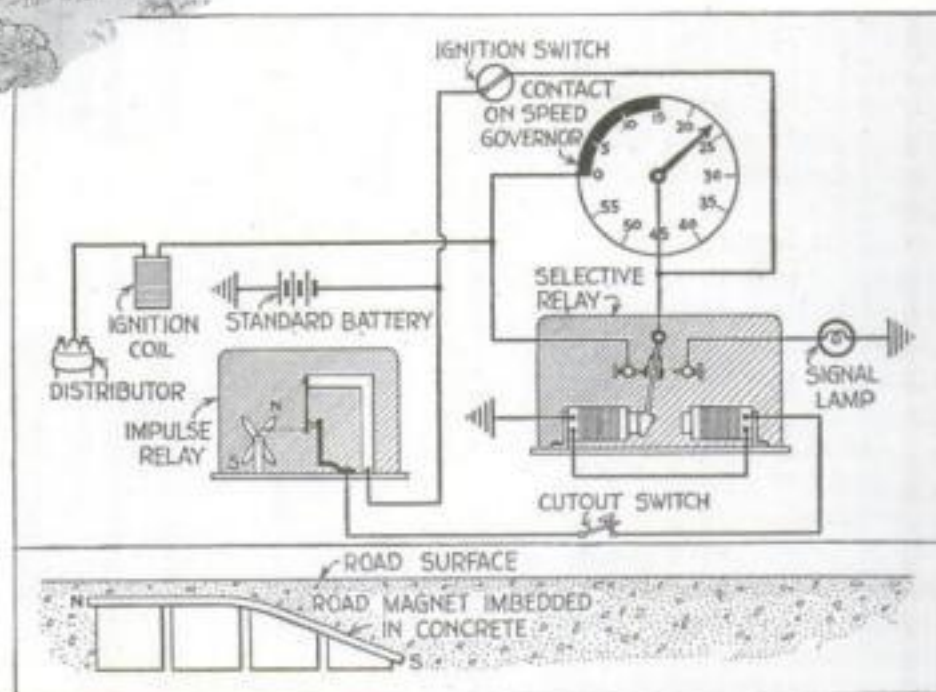 IGNITION SWITCH
CONTACT
ON SPEED
GOVERNOR
0
5
10
15
20
25
30
35
40
45
50
55
SELECTIVE
RELAY
IGNITION
COIL
STANDARD BATTERY
DISTRIBUTOR
SIGNAL
LAMP
IMPULSE
RELAY
N
S
CUTOUT SWITCH
ROAD SURFACE
N
ROAD MAGNET IMBEDDED
IN CONCRETE
S